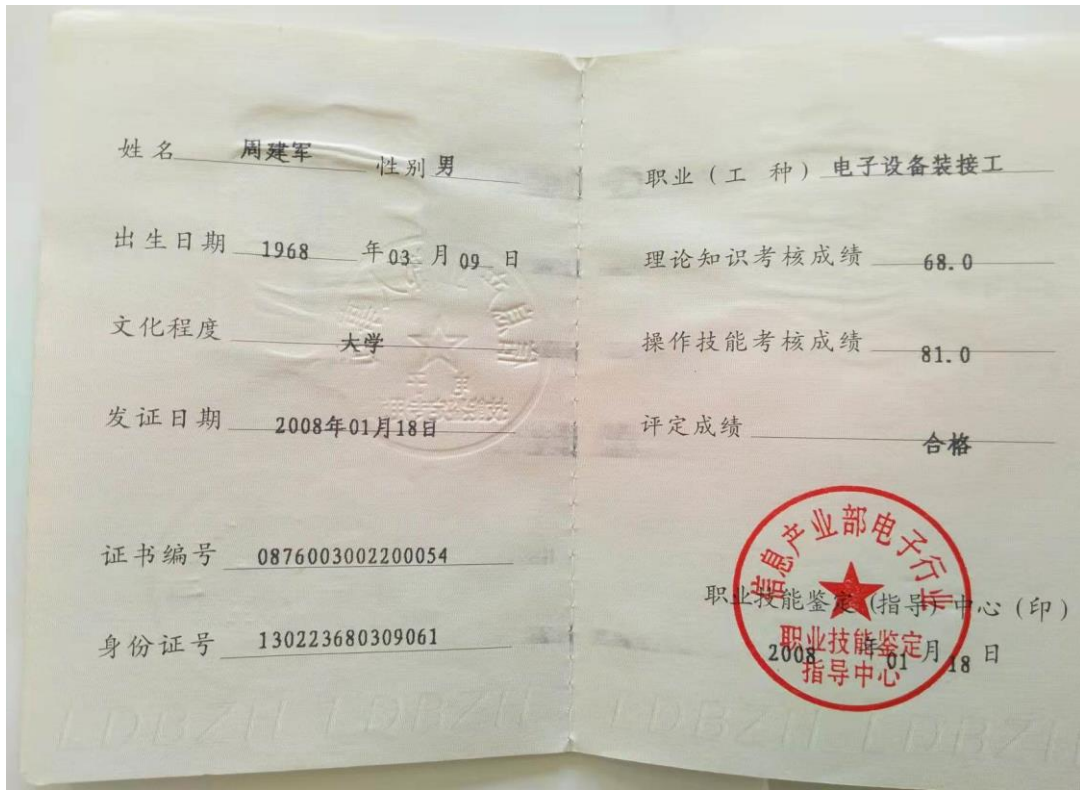 姓名 周建军 性别 男
出生日期 1968 年 03 月 09 日
文化程度 大学
发证日期 2008年01月18日
证书编号 0876003002200054
身份证号 130223680309061
LDBZH LDBZH
职业（工 种） 电子设备装接工
理论知识考核成绩 68.0
操作技能考核成绩 81.0
评定成绩 合格
信息产业部电子行业
职业技能鉴定（指导）中心（印）
职业技能鉴定
指导中心
2008 年 01 月 18 日
LDBZH LDBZH